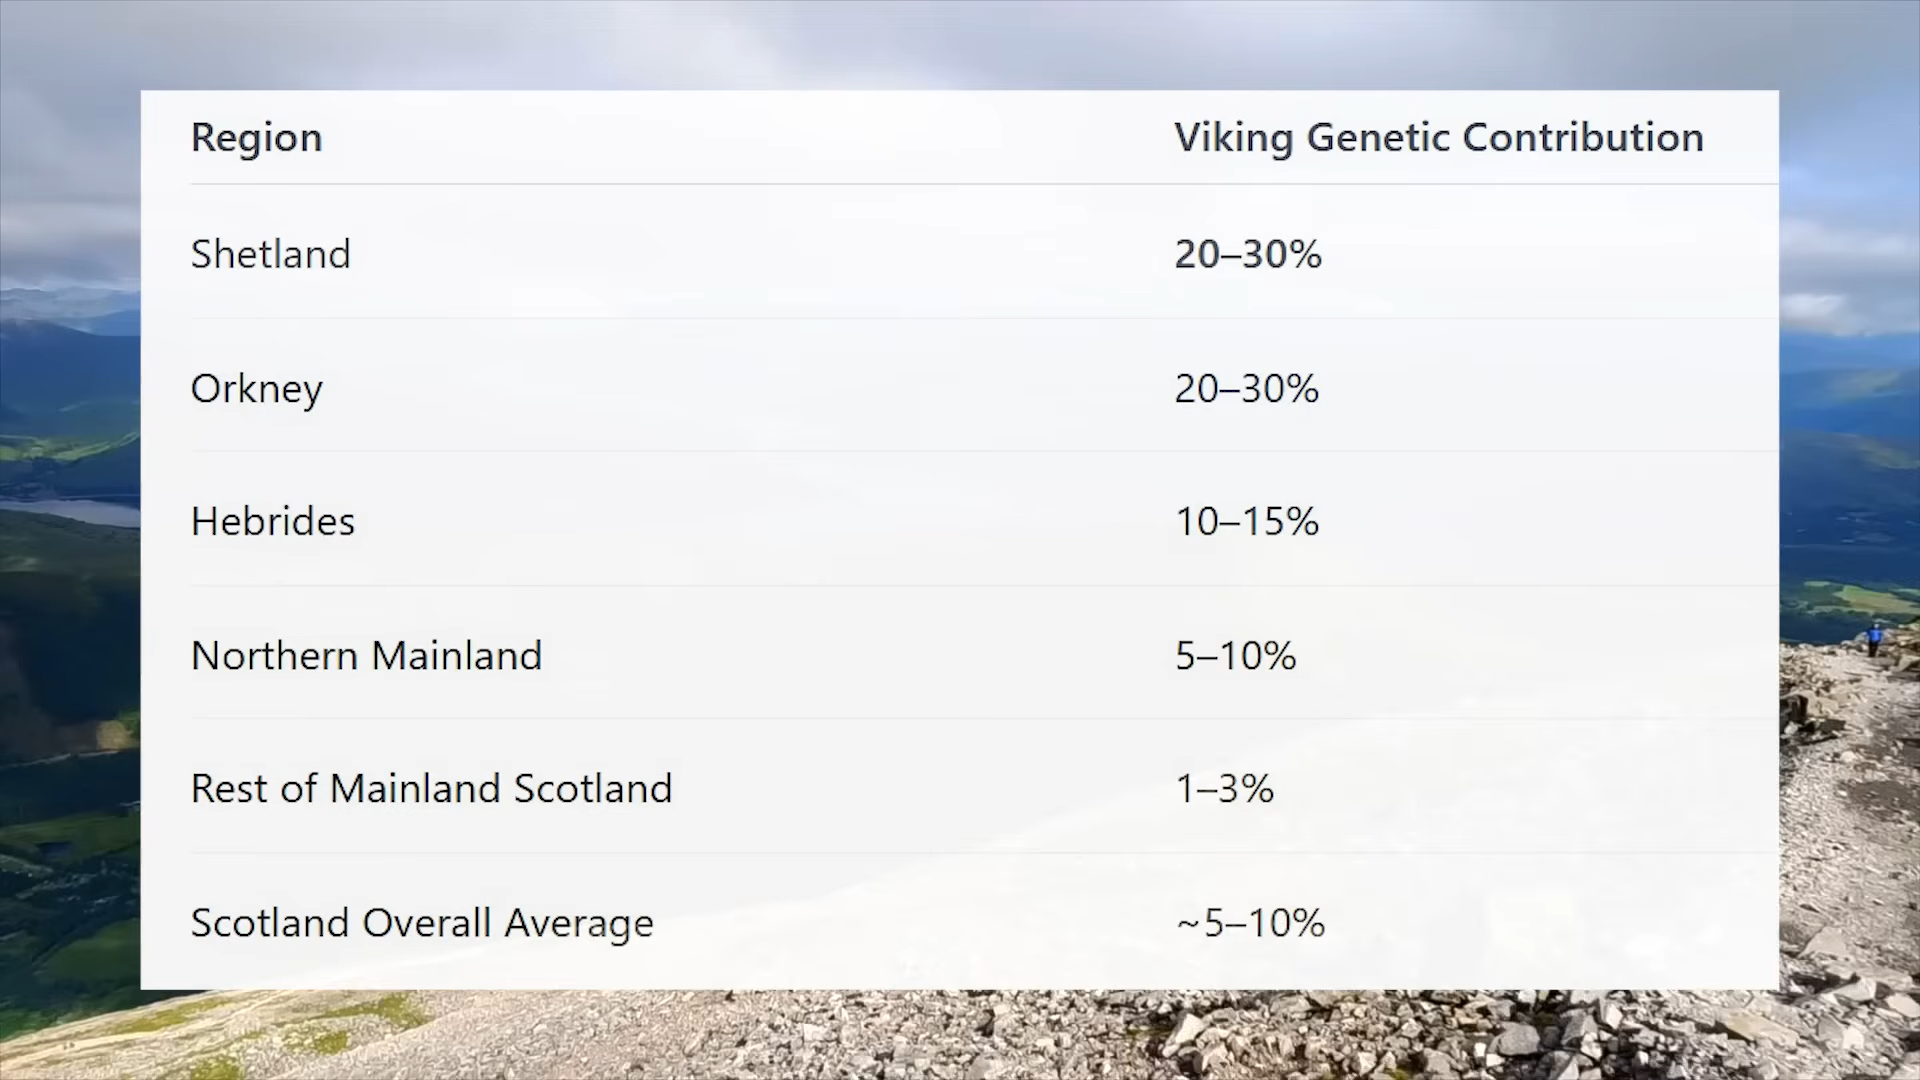 Region Viking Genetic Contribution
Shetland 20–30%
Orkney 20–30%
Hebrides 10–15%
Northern Mainland 5–10%
Rest of Mainland Scotland 1–3%
Scotland Overall Average ~5–10%